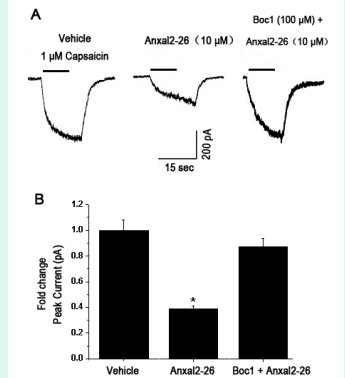 A
Vehicle
1 µM Capsaicin
Anxal2-26 (10 µM)
Boc1 (100 µM) +
Anxal2-26 (10 µM)
200 pA
15 sec
B
Fold change
Peak Current (pA)
1.2
1.0
0.8
0.6
0.4
0.2
0.0
*
Vehicle
Anxal2-26
Boc1 + Anxal2-26